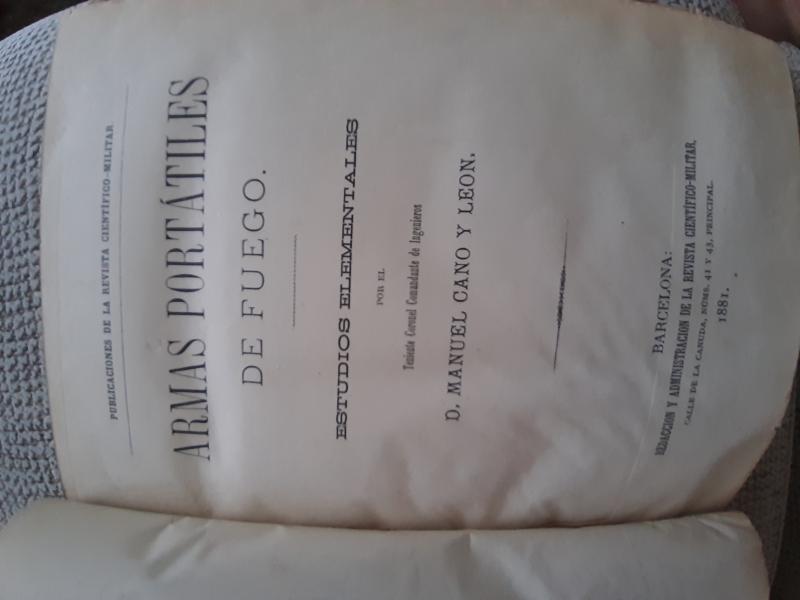 PUBLICACIONES DE LA REVISTA CIENTÍFICO-MILITAR.
ARMAS PORTÁTILES
DE FUEGO.
ESTUDIOS ELEMENTALES
POR EL
Teniente Coronel Comandante de Ingenieros
D. MANUEL CANO Y LEON.
BARCELONA:
REDACCION Y ADMINISTRACION DE LA REVISTA CIENTÍFICO-MILITAR,
CALLE DE LA CANUDA, NÚMS. 41 Y 43, PRINCIPAL.
1881.